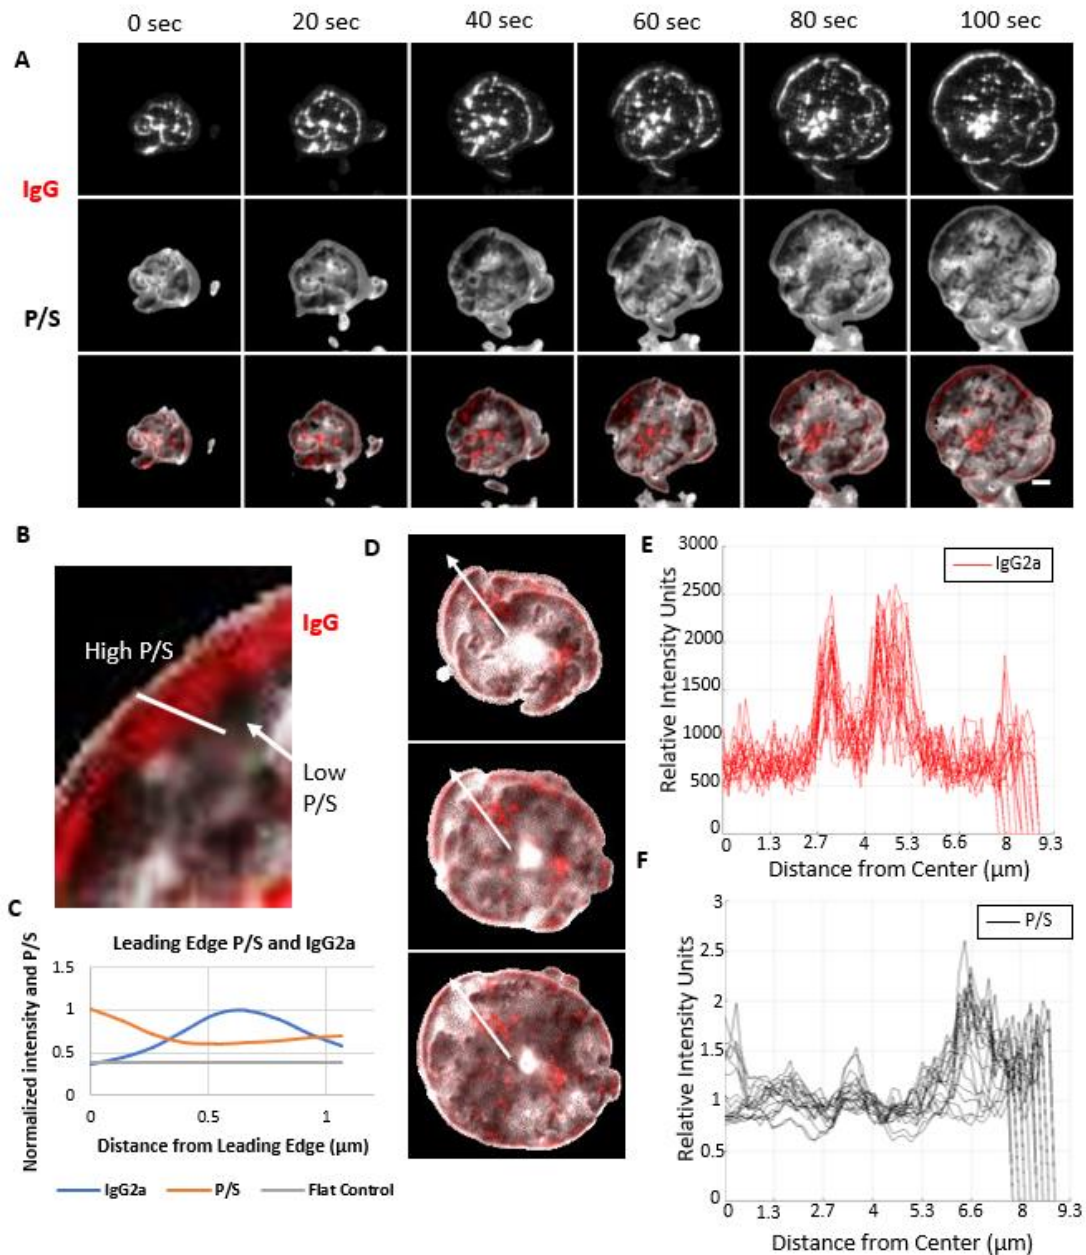 0 sec 20 sec 40 sec 60 sec 80 sec 100 sec
A
IgG
P/S
B
High P/S
IgG
Low
P/S
C
Leading Edge P/S and IgG2a
Normalized intensity and P/S
1.5
1
0.5
0
0 0.5 1
Distance from Leading Edge (µm)
IgG2a P/S Flat Control
D
E
Relative Intensity Units
3000
2500
2000
1500
1000
500
0
IgG2a
0 1.3 2.7 4 5.3 6.6 8 9.3
Distance from Center (µm)
F
Relative Intensity Units
3
2.5
2
1.5
1
0.5
0
P/S
0 1.3 2.7 4 5.3 6.6 8 9.3
Distance from Center (µm)